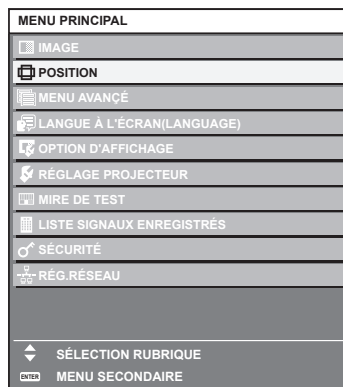 MENU PRINCIPAL
IMAGE
POSITION
MENU AVANÇÉ
LANGUE À L'ÉCRAN(LANGUAGE)
OPTION D'AFFICHAGE
RÉGLAGE PROJECTEUR
MIRE DE TEST
LISTE SIGNAUX ENREGISTRÉS
SÉCURITÉ
RÉG.RÉSEAU
SÉLECTION RUBRIQUE
ENTER MENU SECONDAIRE